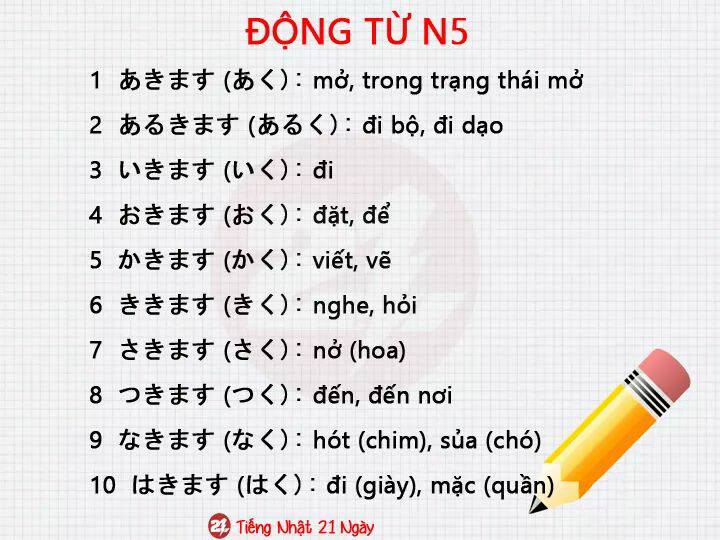 ĐỘNG TỪ N5
1 あきます (あく) : mở, trong trạng thái mở
2 あるきます (あるく) : đi bộ, đi dạo
3 いきます (いく) : đi
4 おきます (おく) : đặt, để
5 かきます (かく) : viết, vẽ
6 ききます (きく) : nghe, hỏi
7 さきます (さく) : nở (hoa)
8 つきます (つく) : đến, đến nơi
9 なきます (なく) : hót (chim), sủa (chó)
10 はきます (はく) : đi (giày), mặc (quần)
21 Tiếng Nhật 21 Ngày